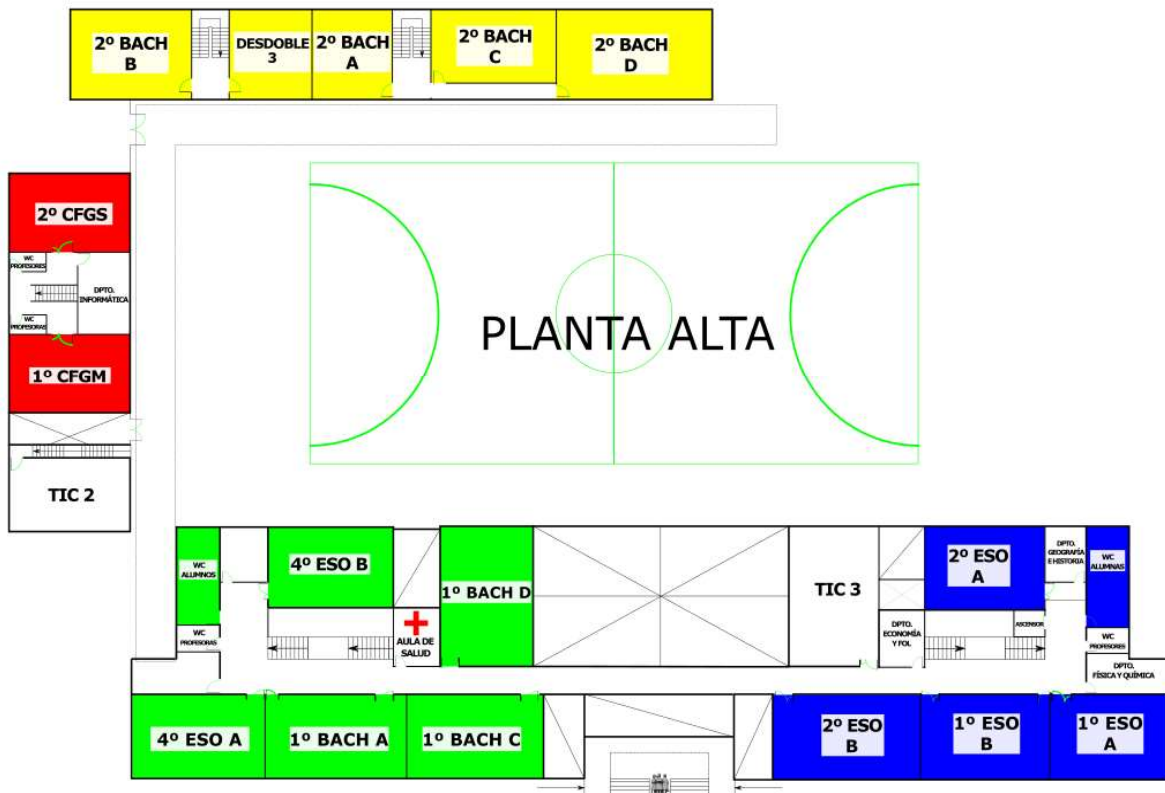 2º BACH
B
DESDOBLE
3
2º BACH
A
2º BACH
C
2º BACH
D
2º CFGS
WC
PROFESORES
DPTO.
INFORMÁTICA
WC
PROFESORAS
1º CFGM
TIC 2
PLANTA ALTA
WC
ALUMNOS
4º ESO B
1º BACH D
WC
PROFESORAS
AULA DE
SALUD
TIC 3
DPTO.
ECONOMÍA
Y FOL
2º ESO
A
DPTO.
GEOGRAFÍA
E HISTORIA
WC
ALUMNAS
ASCENSOR
WC
PROFESORES
DPTO.
FÍSICA Y QUÍMICA
4º ESO A
1º BACH A
1º BACH C
2º ESO
B
1º ESO
B
1º ESO
A